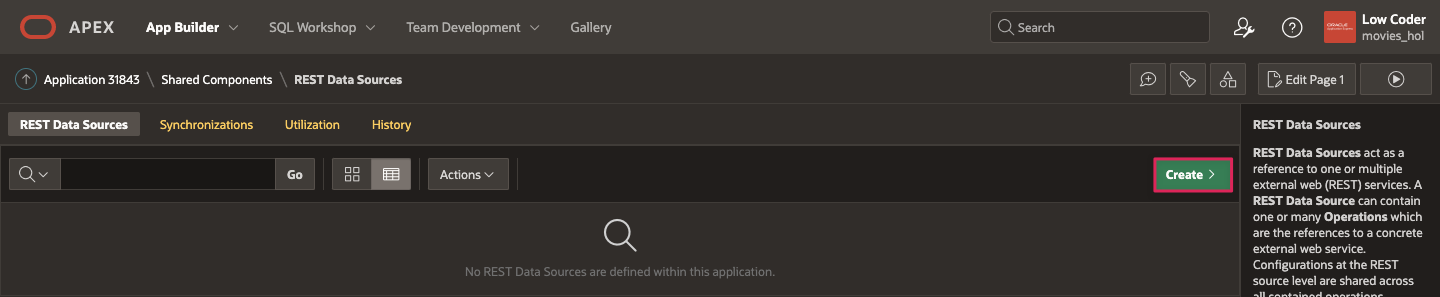 APEX App Builder SQL Workshop Team Development Gallery Search Low Coder
movies_hol
Application 31843 \ Shared Components \ REST Data Sources Edit Page 1
REST Data Sources Synchronizations Utilization History
Go Actions Create
No REST Data Sources are defined within this application.
REST Data Sources
REST Data Sources act as a
reference to one or multiple
external web (REST) services. A
REST Data Source can contain
one or many Operations which
are the references to a concrete
external web service.
Configurations at the REST
source level are shared across
all contained operations